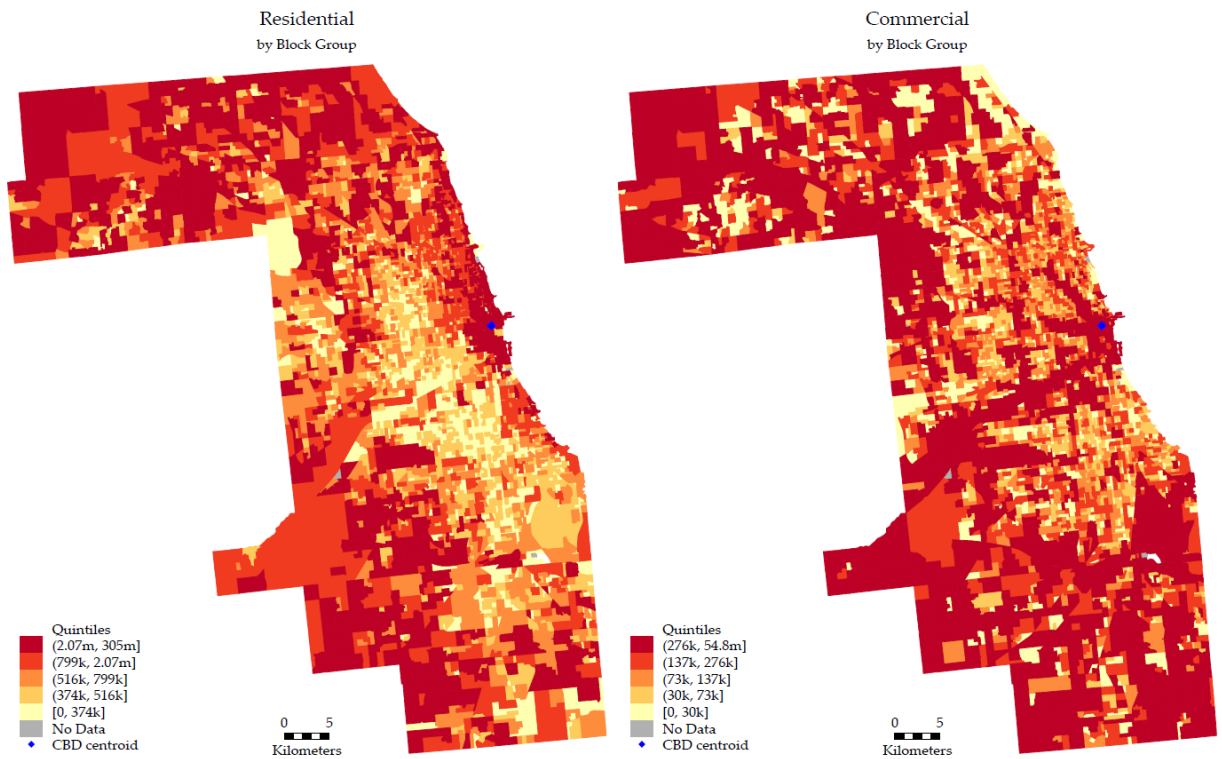 Residential
by Block Group
Quintiles
(2.07m, 305m]
(799k, 2.07m]
(516k, 799k]
(374k, 516k]
[0, 374k]
No Data
CBD centroid
0 5
Kilometers
Commercial
by Block Group
Quintiles
(276k, 54.8m]
(137k, 276k]
(73k, 137k]
(30k, 73k]
[0, 30k]
No Data
CBD centroid
0 5
Kilometers